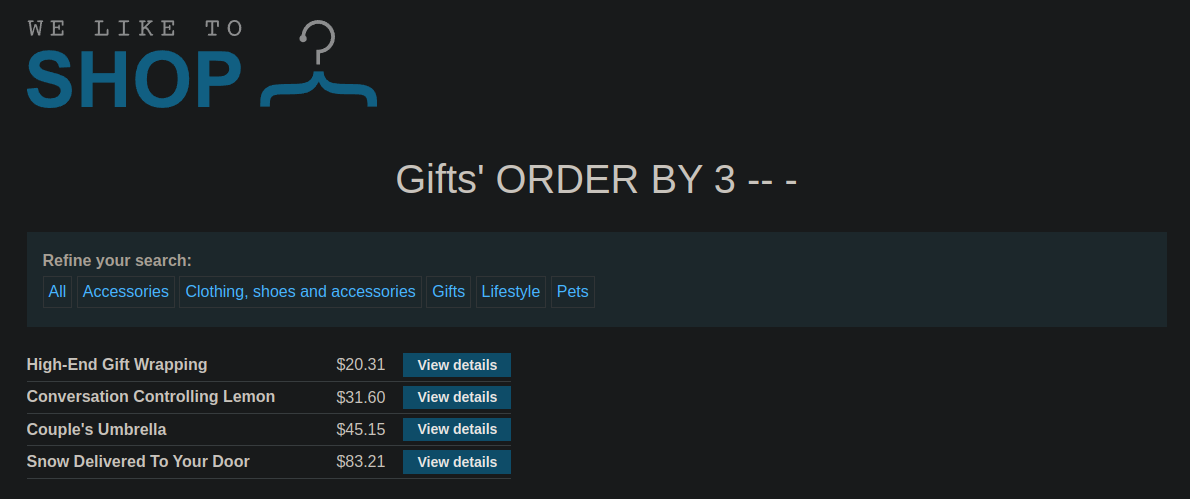 WE LIKE TO
SHOP
Gifts' ORDER BY 3 -- -
Refine your search:
All Accessories Clothing, shoes and accessories Gifts Lifestyle Pets
High-End Gift Wrapping $20.31 View details
Conversation Controlling Lemon $31.60 View details
Couple's Umbrella $45.15 View details
Snow Delivered To Your Door $83.21 View details